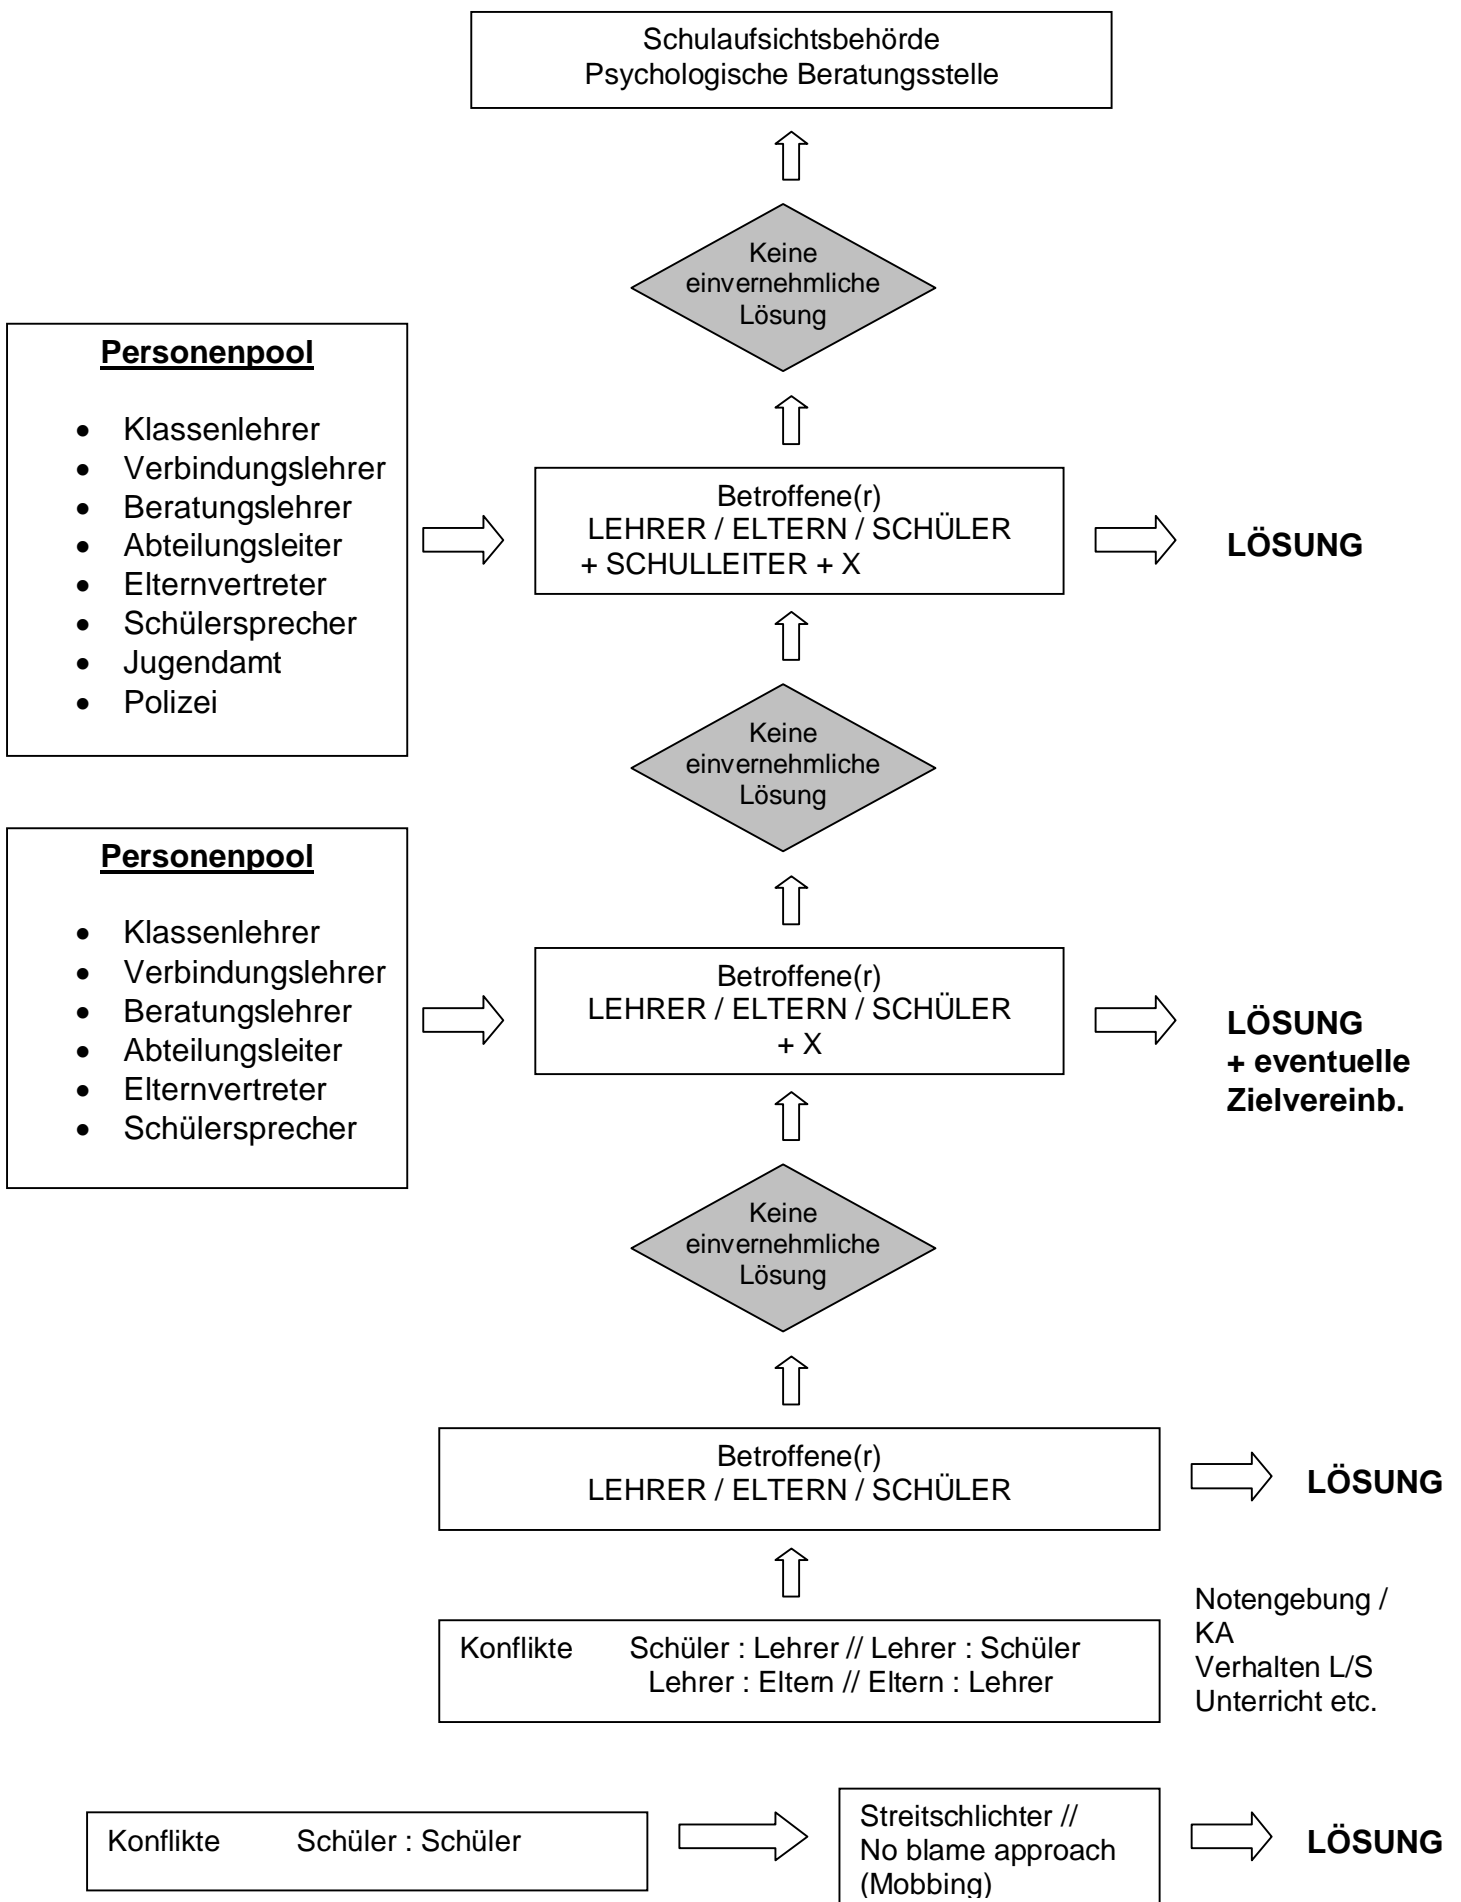 Schulaufsichtsbehörde
Psychologische Beratungsstelle
Keine
einvernehmliche
Lösung
Personenpool
• Klassenlehrer
• Verbindungslehrer
• Beratungslehrer
• Abteilungsleiter
• Elternvertreter
• Schülersprecher
• Jugendamt
• Polizei
Betroffene(r)
LEHRER / ELTERN / SCHÜLER
+ SCHULLEITER + X
LÖSUNG
Keine
einvernehmliche
Lösung
Personenpool
• Klassenlehrer
• Verbindungslehrer
• Beratungslehrer
• Abteilungsleiter
• Elternvertreter
• Schülersprecher
Betroffene(r)
LEHRER / ELTERN / SCHÜLER
+ X
LÖSUNG
+ eventuelle
Zielvereinb.
Keine
einvernehmliche
Lösung
Betroffene(r)
LEHRER / ELTERN / SCHÜLER
LÖSUNG
Konflikte Schüler : Lehrer // Lehrer : Schüler
Lehrer : Eltern // Eltern : Lehrer
Notengebung /
KA
Verhalten L/S
Unterricht etc.
Konflikte Schüler : Schüler
Streitschlichter //
No blame approach
(Mobbing)
LÖSUNG